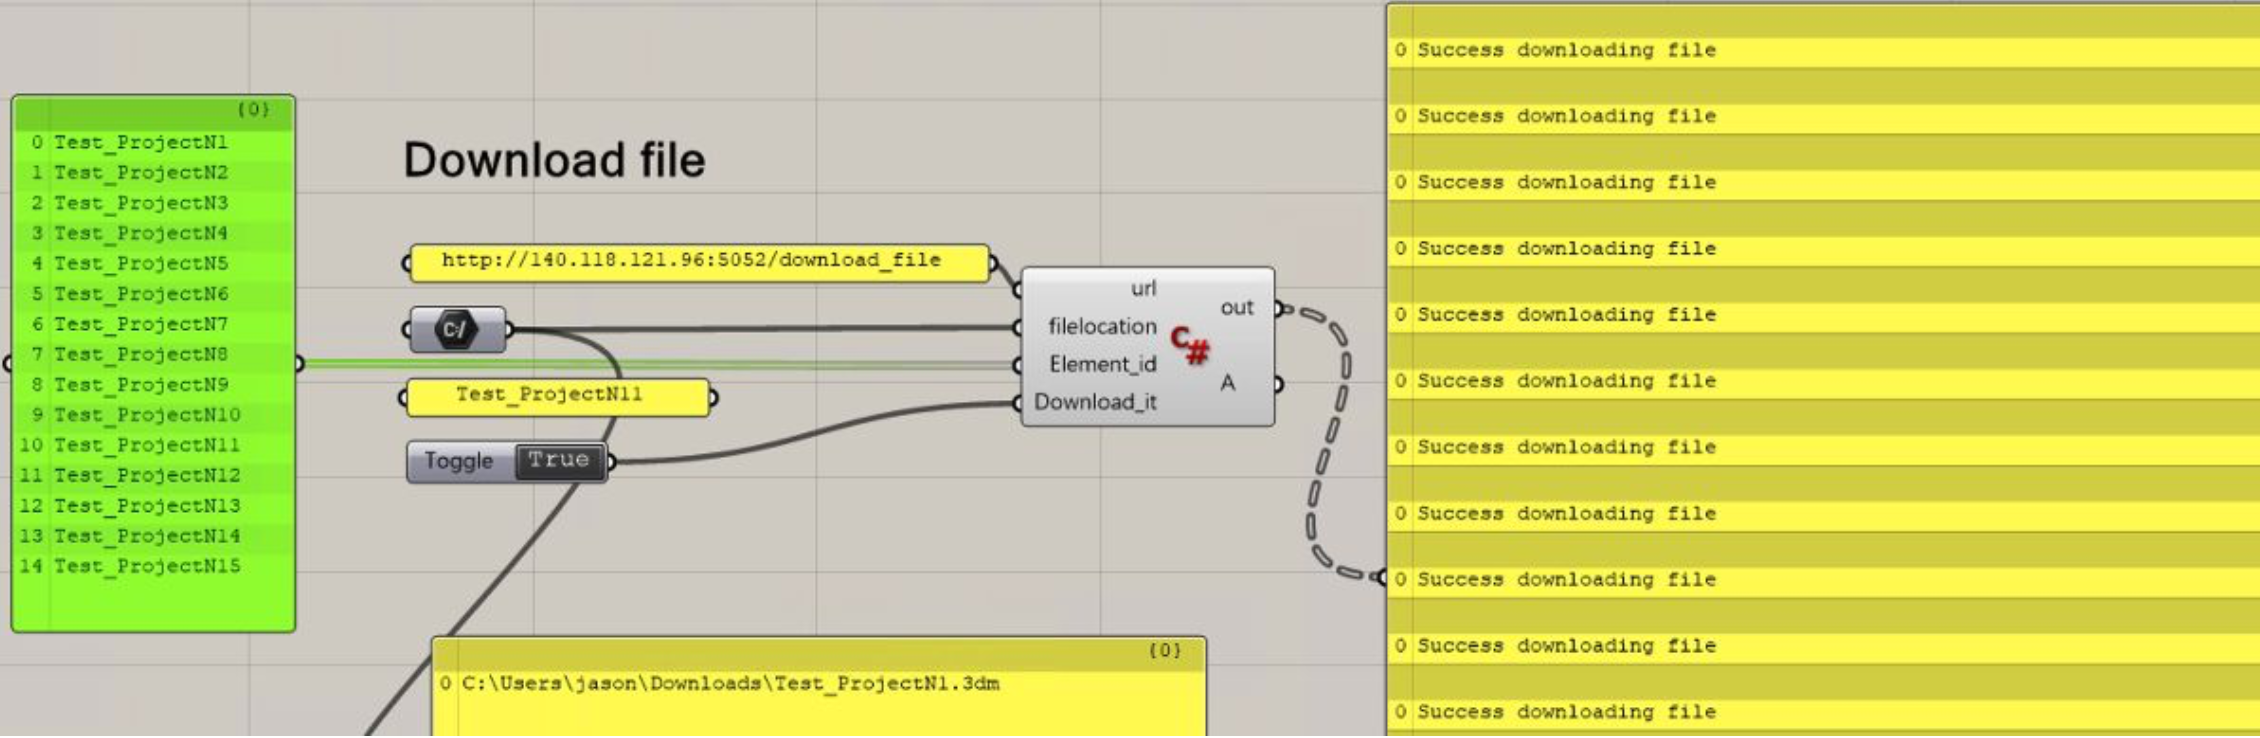 {0}
0 Test_ProjectN1
1 Test_ProjectN2
2 Test_ProjectN3
3 Test_ProjectN4
4 Test_ProjectN5
5 Test_ProjectN6
6 Test_ProjectN7
7 Test_ProjectN8
8 Test_ProjectN9
9 Test_ProjectN10
10 Test_ProjectN11
11 Test_ProjectN12
12 Test_ProjectN13
13 Test_ProjectN14
14 Test_ProjectN15
Download file
http://140.118.121.96:5052/download_file
C:/
Test_ProjectN11
Toggle True
url
filelocation
Element_id
Download_it
C#
out
A
{0}
0 C:\Users\jason\Downloads\Test_ProjectN1.3dm
0 Success downloading file
0 Success downloading file
0 Success downloading file
0 Success downloading file
0 Success downloading file
0 Success downloading file
0 Success downloading file
0 Success downloading file
0 Success downloading file
0 Success downloading file
0 Success downloading file